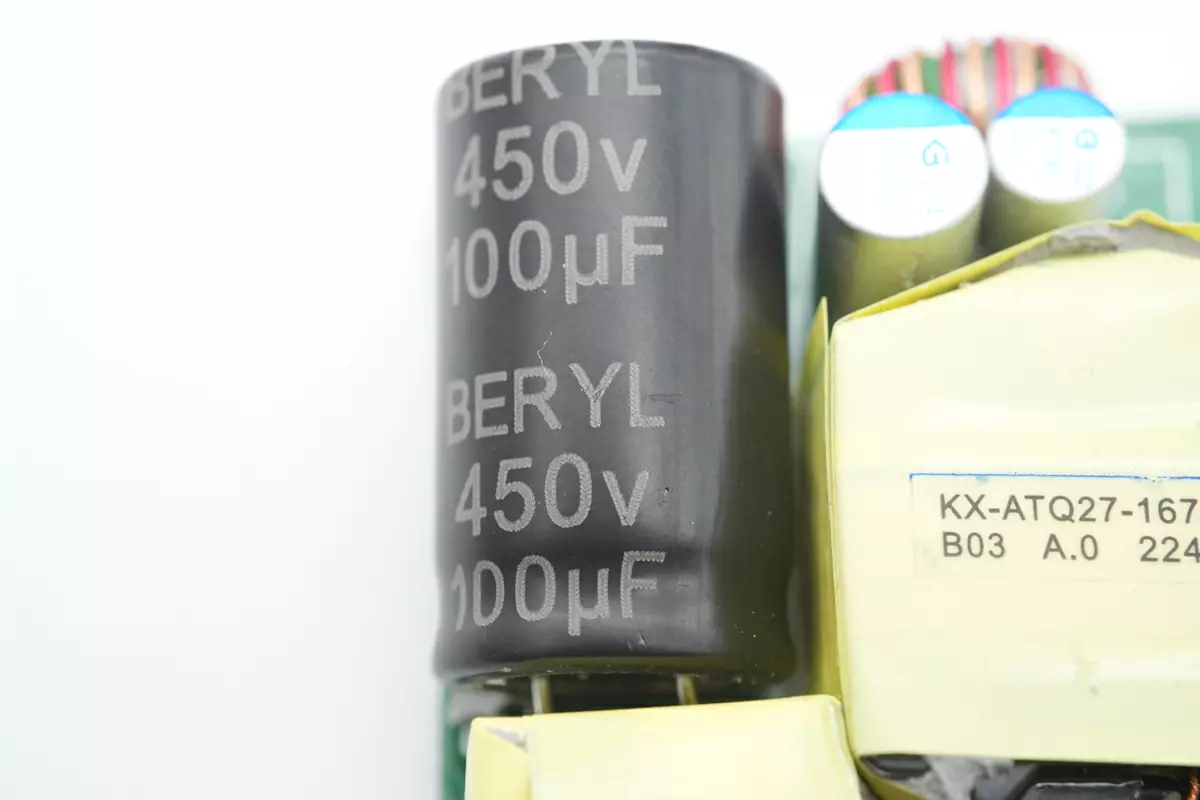 BERYL
450v
100µF
BERYL
450v
100µF
KX-ATQ27-167
B03 A.0 224